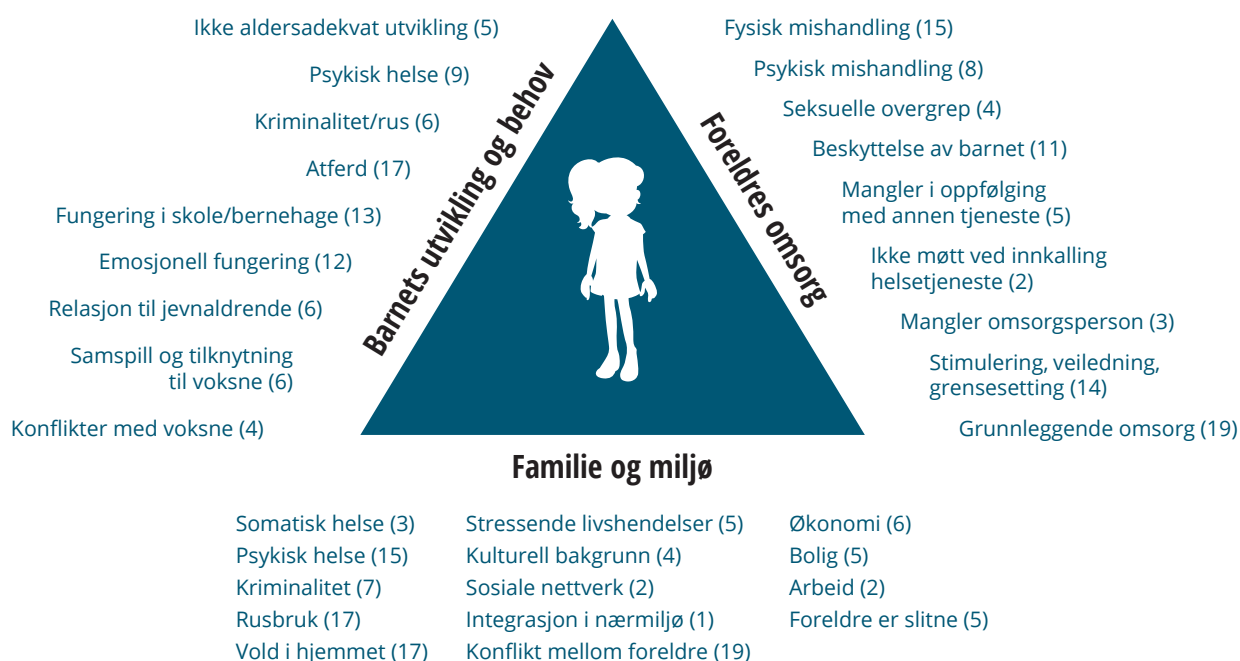 Ikke aldersadekvat utvikling (5)
Psykisk helse (9)
Kriminalitet/rus (6)
Atferd (17)
Fungering i skole/bernehage (13)
Emosjonell fungering (12)
Relasjon til jevnaldrende (6)
Samspill og tilknytning
til voksne (6)
Konflikter med voksne (4)
Barnets utvikling og behov
Foreldres omsorg
Fysisk mishandling (15)
Psykisk mishandling (8)
Seksuelle overgrep (4)
Beskyttelse av barnet (11)
Mangler i oppfølging
med annen tjeneste (5)
Ikke møtt ved innkalling
helsetjeneste (2)
Mangler omsorgsperson (3)
Stimulering, veiledning,
grensesetting (14)
Grunnleggende omsorg (19)
Familie og miljø
Somatisk helse (3)
Psykisk helse (15)
Kriminalitet (7)
Rusbruk (17)
Vold i hjemmet (17)
Stressende livshendelser (5)
Kulturell bakgrunn (4)
Sosiale nettverk (2)
Integrasjon i nærmiljø (1)
Konflikt mellom foreldre (19)
Økonomi (6)
Bolig (5)
Arbeid (2)
Foreldre er slitne (5)